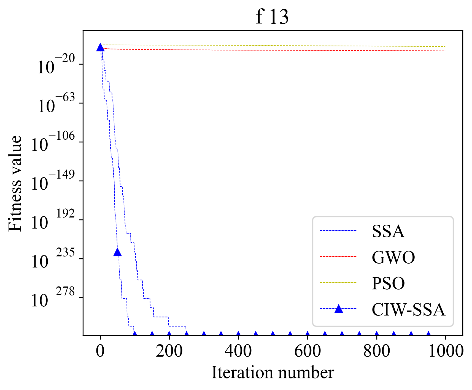 f 13
Fitness value
10−20
10−63
10−106
10−149
10 192
10 235
10 278
SSA
GWO
PSO
CIW-SSA
0 200 400 600 800 1000
Iteration number